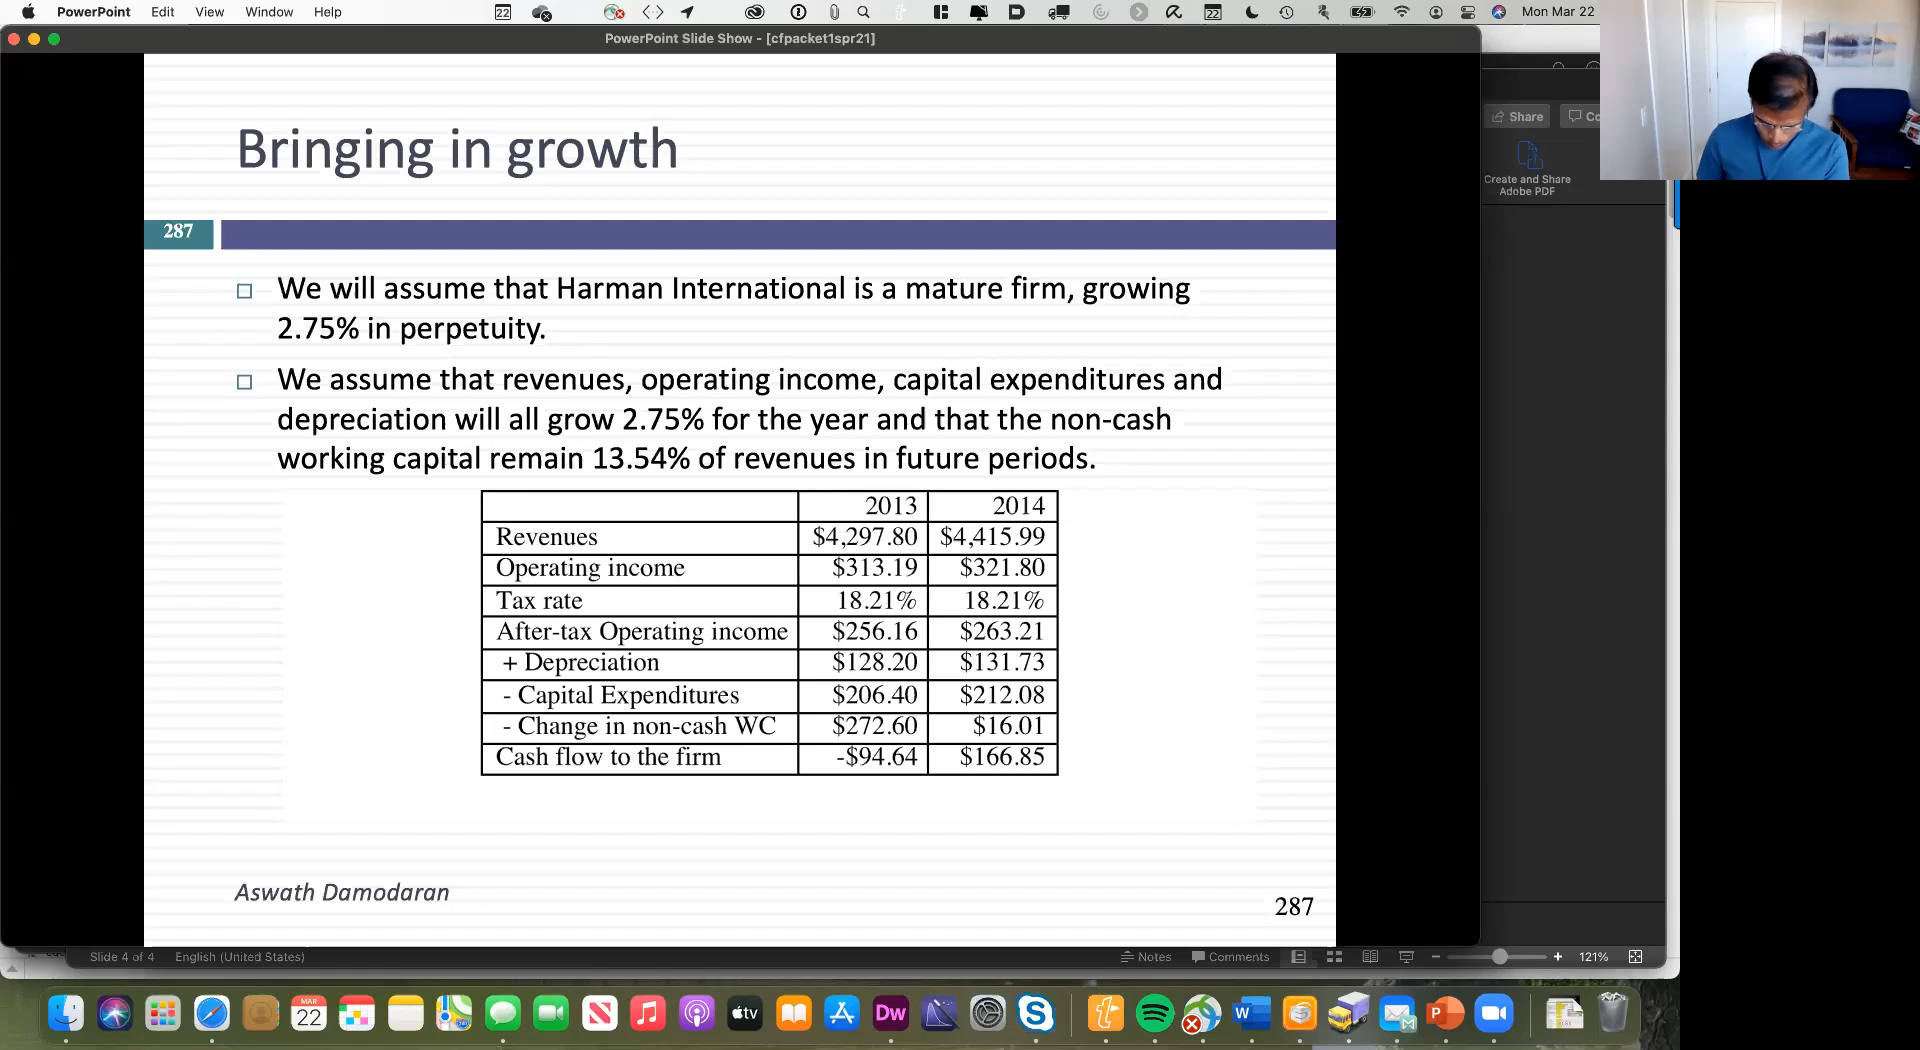 PowerPoint Edit View Window Help 22 22 Mon Mar 22
PowerPoint Slide Show - [cfpacket1spr21]
Share Co
Create and Share
Adobe PDF
Bringing in growth
287
We will assume that Harman International is a mature firm, growing
2.75% in perpetuity.
We assume that revenues, operating income, capital expenditures and
depreciation will all grow 2.75% for the year and that the non-cash
working capital remain 13.54% of revenues in future periods.
2013 2014
Revenues $4,297.80 $4,415.99
Operating income $313.19 $321.80
Tax rate 18.21% 18.21%
After-tax Operating income $256.16 $263.21
+ Depreciation $128.20 $131.73
- Capital Expenditures $206.40 $212.08
- Change in non-cash WC $272.60 $16.01
Cash flow to the firm -$94.64 $166.85
Aswath Damodaran
287
Slide 4 of 4 English (United States) Notes Comments 121%
MAR
22 tv Dw W P